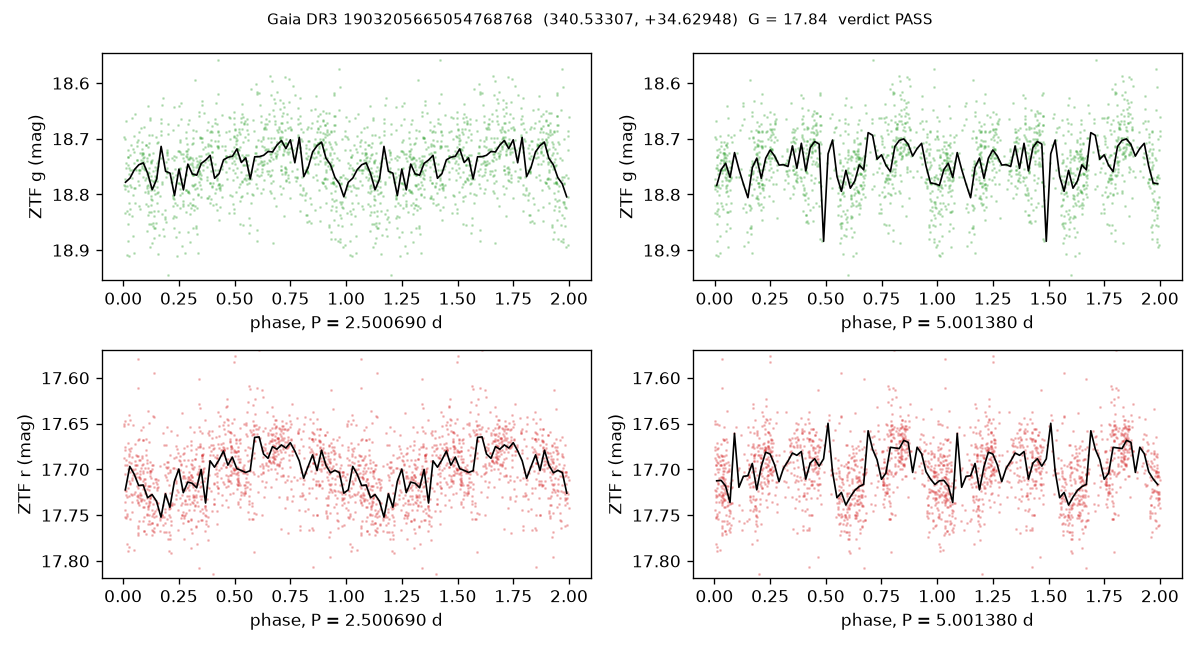 Gaia DR3 1903205665054768768  (340.53307, +34.62948)  G = 17.84  verdict PASS
ZTF g (mag)
18.6
18.7
18.8
18.9
0.00 0.25 0.50 0.75 1.00 1.25 1.50 1.75 2.00
phase, P = 2.500690 d
ZTF g (mag)
18.6
18.7
18.8
18.9
0.00 0.25 0.50 0.75 1.00 1.25 1.50 1.75 2.00
phase, P = 5.001380 d
ZTF r (mag)
17.60
17.65
17.70
17.75
17.80
0.00 0.25 0.50 0.75 1.00 1.25 1.50 1.75 2.00
phase, P = 2.500690 d
ZTF r (mag)
17.60
17.65
17.70
17.75
17.80
0.00 0.25 0.50 0.75 1.00 1.25 1.50 1.75 2.00
phase, P = 5.001380 d